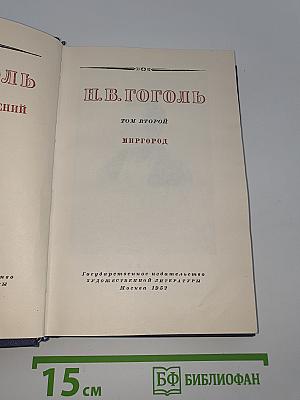 ОЛЬ
ЕНИЙ
Н.В.ГОГОЛЬ
ТОМ ВТОРОЙ
МИРГОРОД
Государственное издательство
ХУДОЖЕСТВЕННОЙ ЛИТЕРАТУРЫ
Москва 1952
15 см
БФ БИБЛИОФАН